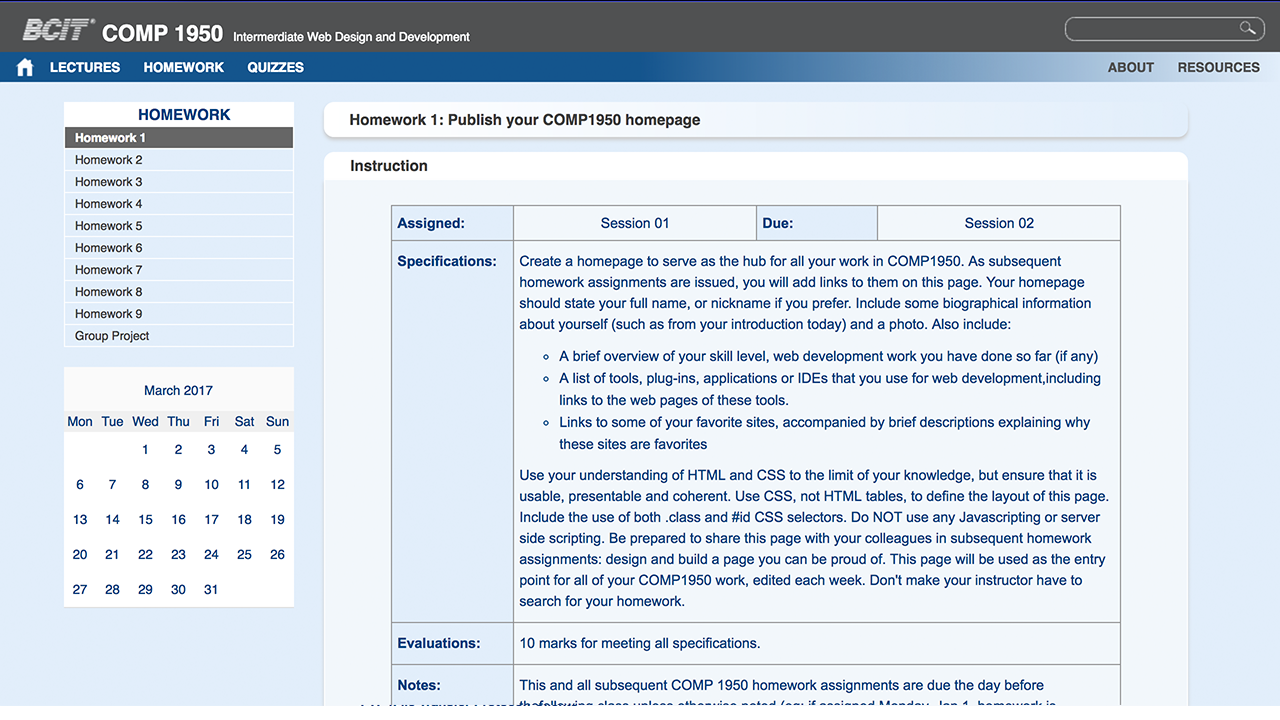 BCIT COMP 1950 Intermerdiate Web Design and Development
LECTURES HOMEWORK QUIZZES ABOUT RESOURCES
HOMEWORK
Homework 1
Homework 2
Homework 3
Homework 4
Homework 5
Homework 6
Homework 7
Homework 8
Homework 9
Group Project
March 2017
Mon Tue Wed Thu Fri Sat Sun
1 2 3 4 5
6 7 8 9 10 11 12
13 14 15 16 17 18 19
20 21 22 23 24 25 26
27 28 29 30 31
Homework 1: Publish your COMP1950 homepage
Instruction
Assigned: Session 01 Due: Session 02
Specifications: Create a homepage to serve as the hub for all your work in COMP1950. As subsequent
homework assignments are issued, you will add links to them on this page. Your homepage
should state your full name, or nickname if you prefer. Include some biographical information
about yourself (such as from your introduction today) and a photo. Also include:
A brief overview of your skill level, web development work you have done so far (if any)
A list of tools, plug-ins, applications or IDEs that you use for web development,including
links to the web pages of these tools.
Links to some of your favorite sites, accompanied by brief descriptions explaining why
these sites are favorites
Use your understanding of HTML and CSS to the limit of your knowledge, but ensure that it is
usable, presentable and coherent. Use CSS, not HTML tables, to define the layout of this page.
Include the use of both .class and #id CSS selectors. Do NOT use any Javascripting or server
side scripting. Be prepared to share this page with your colleagues in subsequent homework
assignments: design and build a page you can be proud of. This page will be used as the entry
point for all of your COMP1950 work, edited each week. Don't make your instructor have to
search for your homework.
Evaluations: 10 marks for meeting all specifications.
Notes: This and all subsequent COMP 1950 homework assignments are due the day before